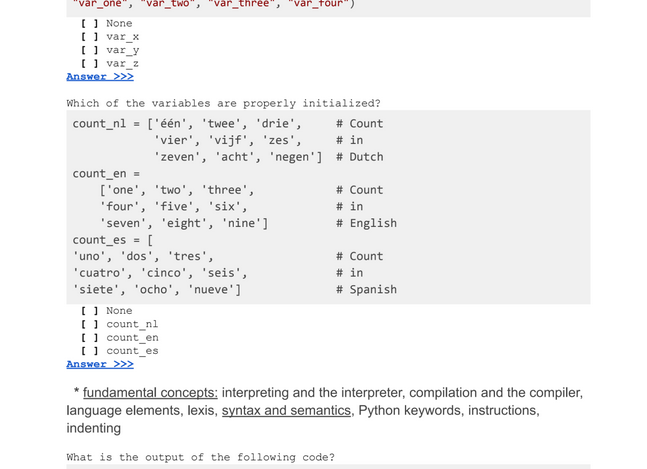 "var_one", "var_two", "var_three", "var_four")
[ ] None
[ ] var_x
[ ] var_y
[ ] var_z
Answer >>>
Which of the variables are properly initialized?
count_nl = ['één', 'twee', 'drie',     # Count
            'vier', 'vijf', 'zes',     # in
            'zeven', 'acht', 'negen']  # Dutch
count_en =
    ['one', 'two', 'three',            # Count
    'four', 'five', 'six',             # in
    'seven', 'eight', 'nine']          # English
count_es = [
'uno', 'dos', 'tres',                  # Count
'cuatro', 'cinco', 'seis',             # in
'siete', 'ocho', 'nueve']              # Spanish
[ ] None
[ ] count_nl
[ ] count_en
[ ] count_es
Answer >>>
* fundamental concepts: interpreting and the interpreter, compilation and the compiler,
language elements, lexis, syntax and semantics, Python keywords, instructions,
indenting
What is the output of the following code?